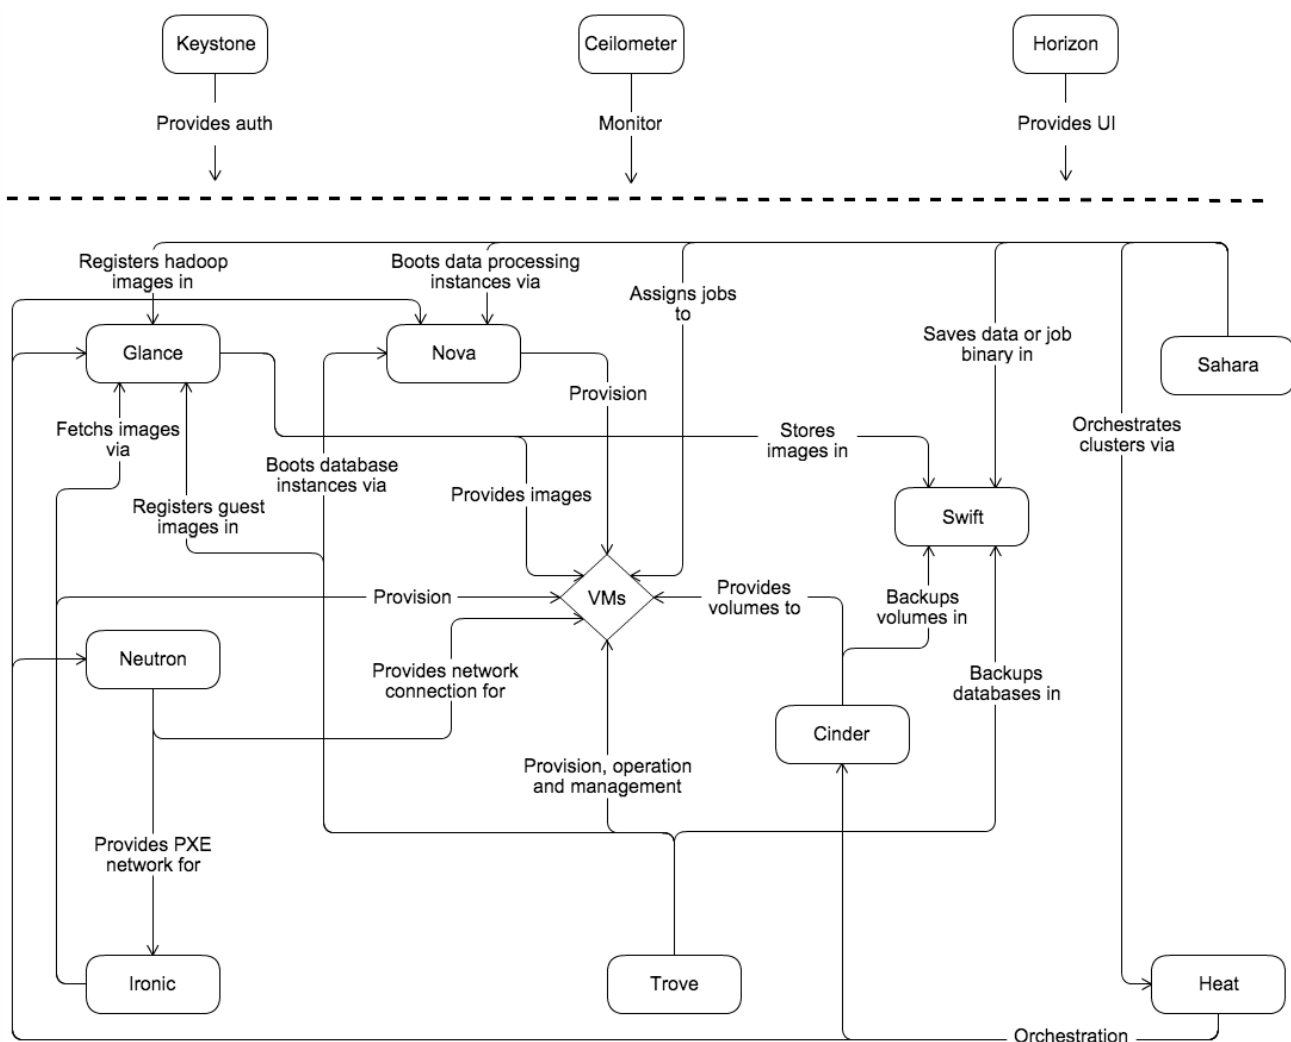 Keystone
Ceilometer
Horizon
Provides auth
Monitor
Provides UI
Registers hadoop
images in
Boots data processing
instances via
Assigns jobs
to
Saves data or job
binary in
Glance
Nova
Sahara
Provision
Fetchs images
via
Stores
images in
Orchestrates
clusters via
Boots database
instances via
Provides images
Registers guest
images in
Swift
Provision
VMs
Provides
volumes to
Backups
volumes in
Neutron
Provides network
connection for
Backups
databases in
Cinder
Provision, operation
and management
Provides PXE
network for
Ironic
Trove
Heat
Orchestration